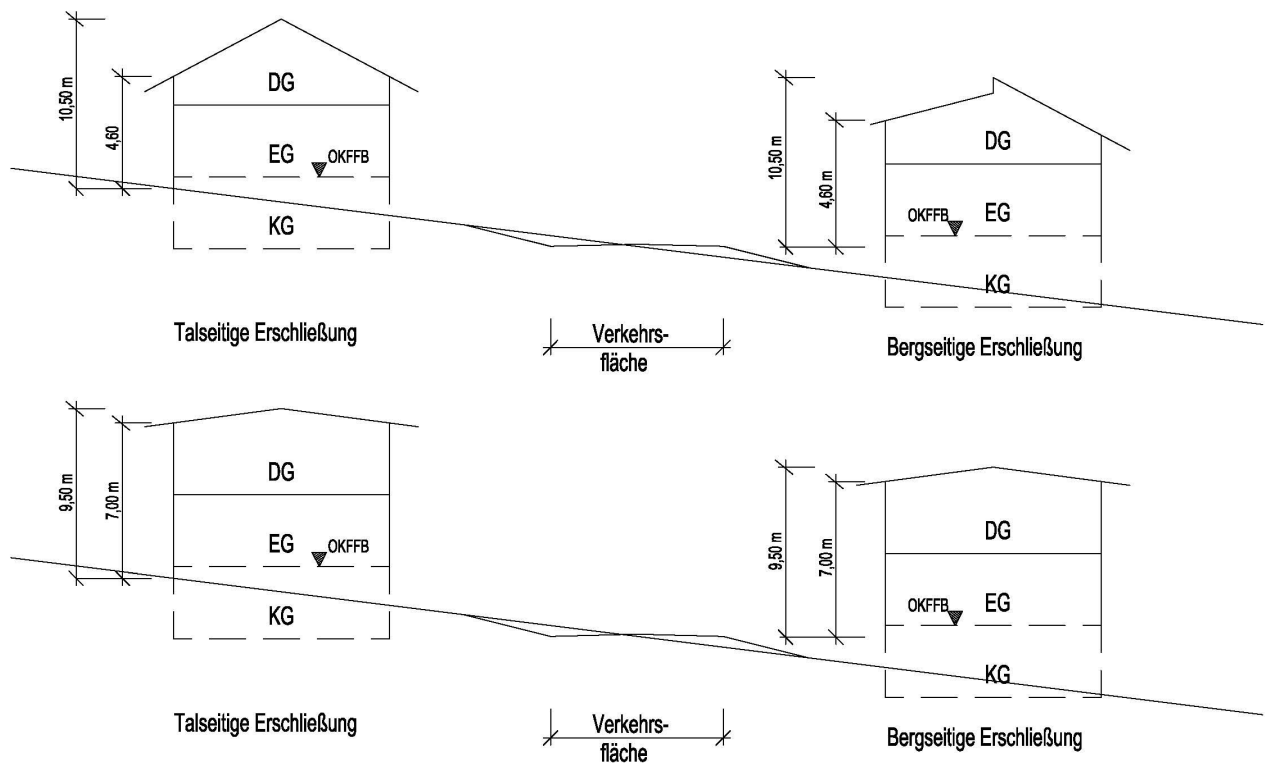 10,50 m
4,60
DG
EG
OKFFB
KG
Talseitige Erschließung
Verkehrs-
fläche
10,50 m
4,60 m
DG
OKFFB
EG
KG
Bergseitige Erschließung
9,50 m
7,00 m
DG
EG
OKFFB
KG
Talseitige Erschließung
Verkehrs-
fläche
9,50 m
7,00 m
DG
OKFFB
EG
KG
Bergseitige Erschließung